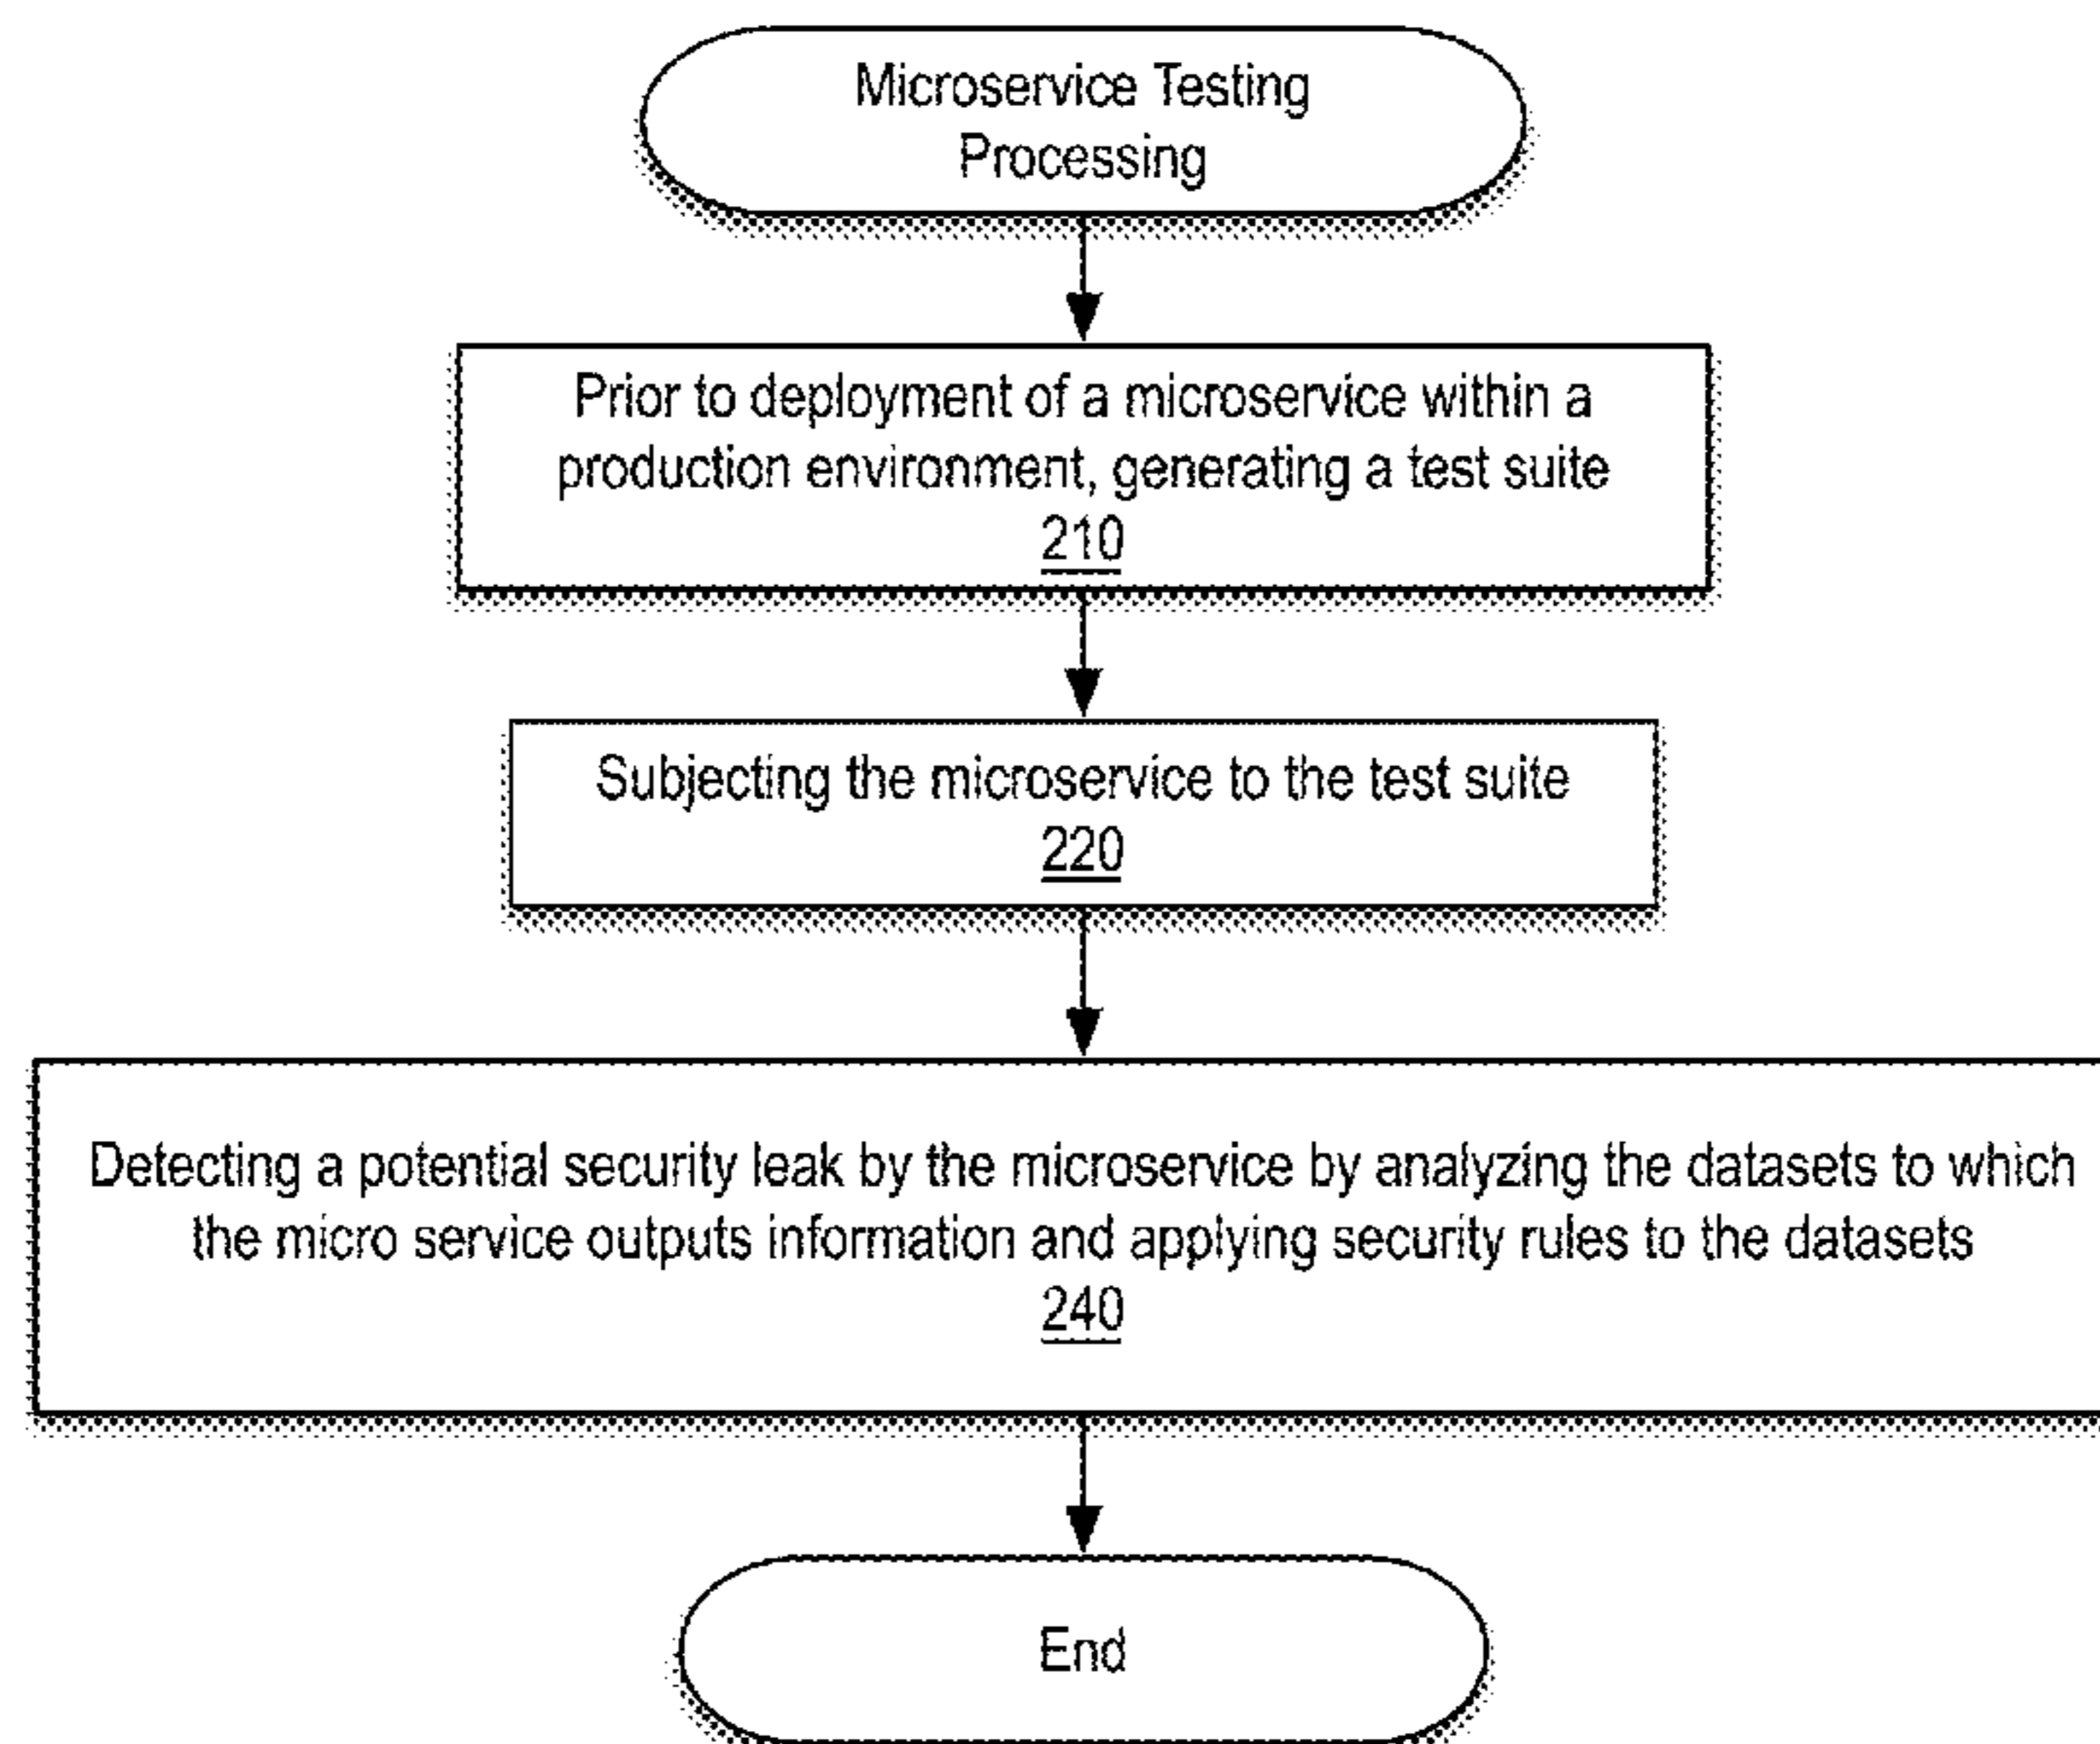 Microservice Testing
Processing
Prior to deployment of a microservice within a
production environment, generating a test suite
210
Subjecting the microservice to the test suite
220
Detecting a potential security leak by the microservice by analyzing the datasets to which
the micro service outputs information and applying security rules to the datasets
240
End